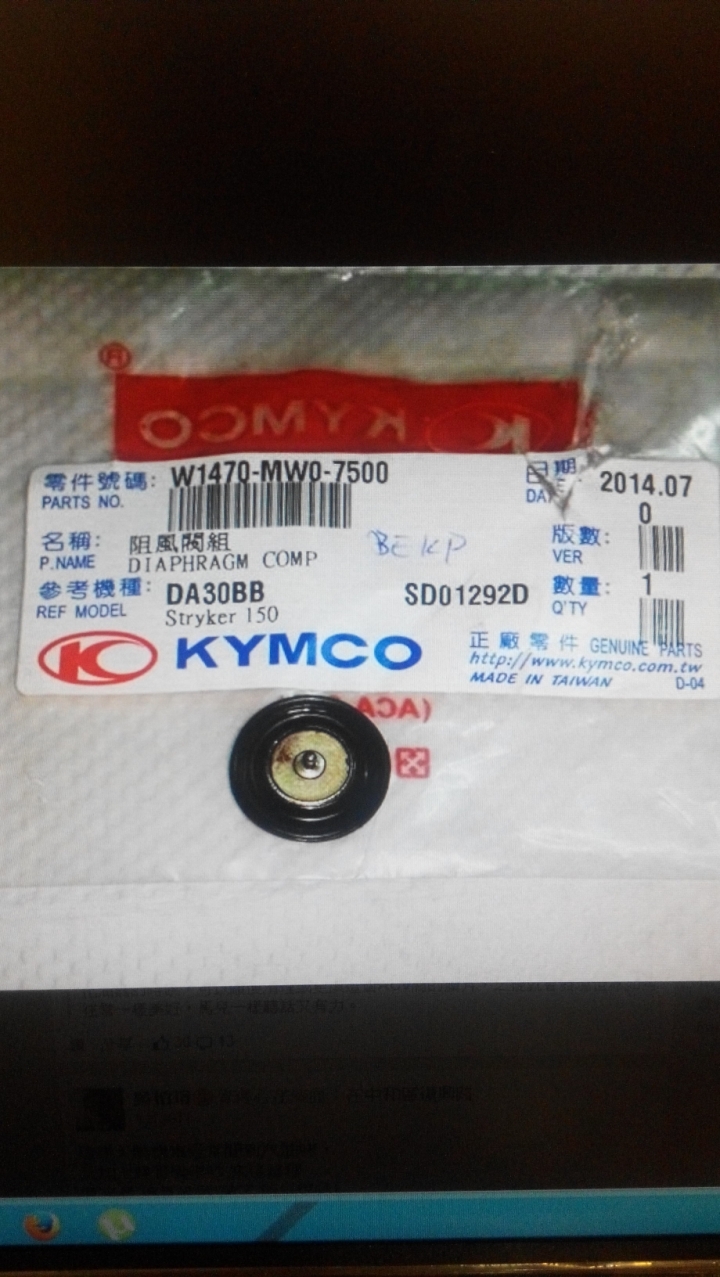 ®
KYMCO
零件號碼: W1470-MW0-7500
PARTS NO.
日期 2014.07
DA
名稱: 阻風閥組
P.NAME DIAPHRAGM COMP
BEKP
版數: 0
VER
參考機種: DA30BB SD01292D
REF MODEL Stryker 150
數量: 1
Q'TY
KYMCO
正廠零件 GENUINE PARTS
http://www.kymco.com.tw
MADE IN TAIWAN D-04
(ACA